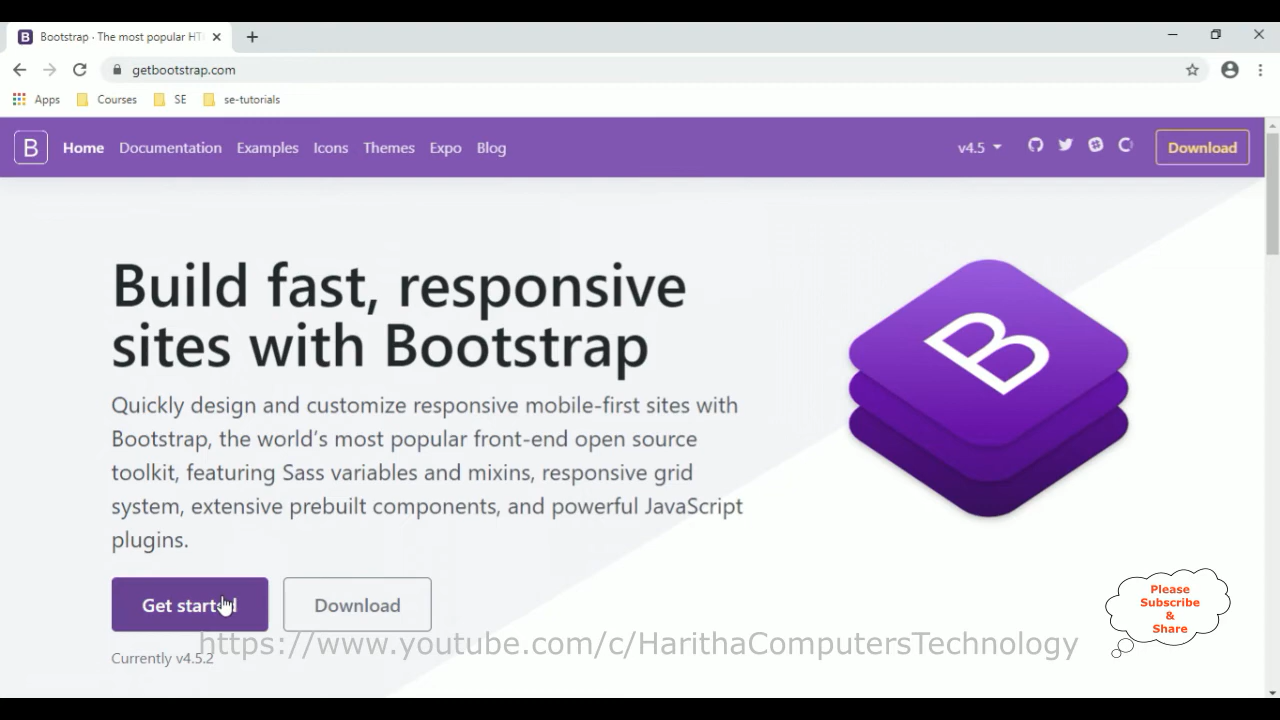 Bootstrap · The most popular HT
getbootstrap.com
Apps Courses SE se-tutorials
B Home Documentation Examples Icons Themes Expo Blog v4.5 Download
Build fast, responsive
sites with Bootstrap
B
Quickly design and customize responsive mobile-first sites with
Bootstrap, the world's most popular front-end open source
toolkit, featuring Sass variables and mixins, responsive grid
system, extensive prebuilt components, and powerful JavaScript
plugins.
Get started Download
Currently v4.5.2
https://www.youtube.com/c/HarithaComputersTechnology
Please
Subscribe
&
Share